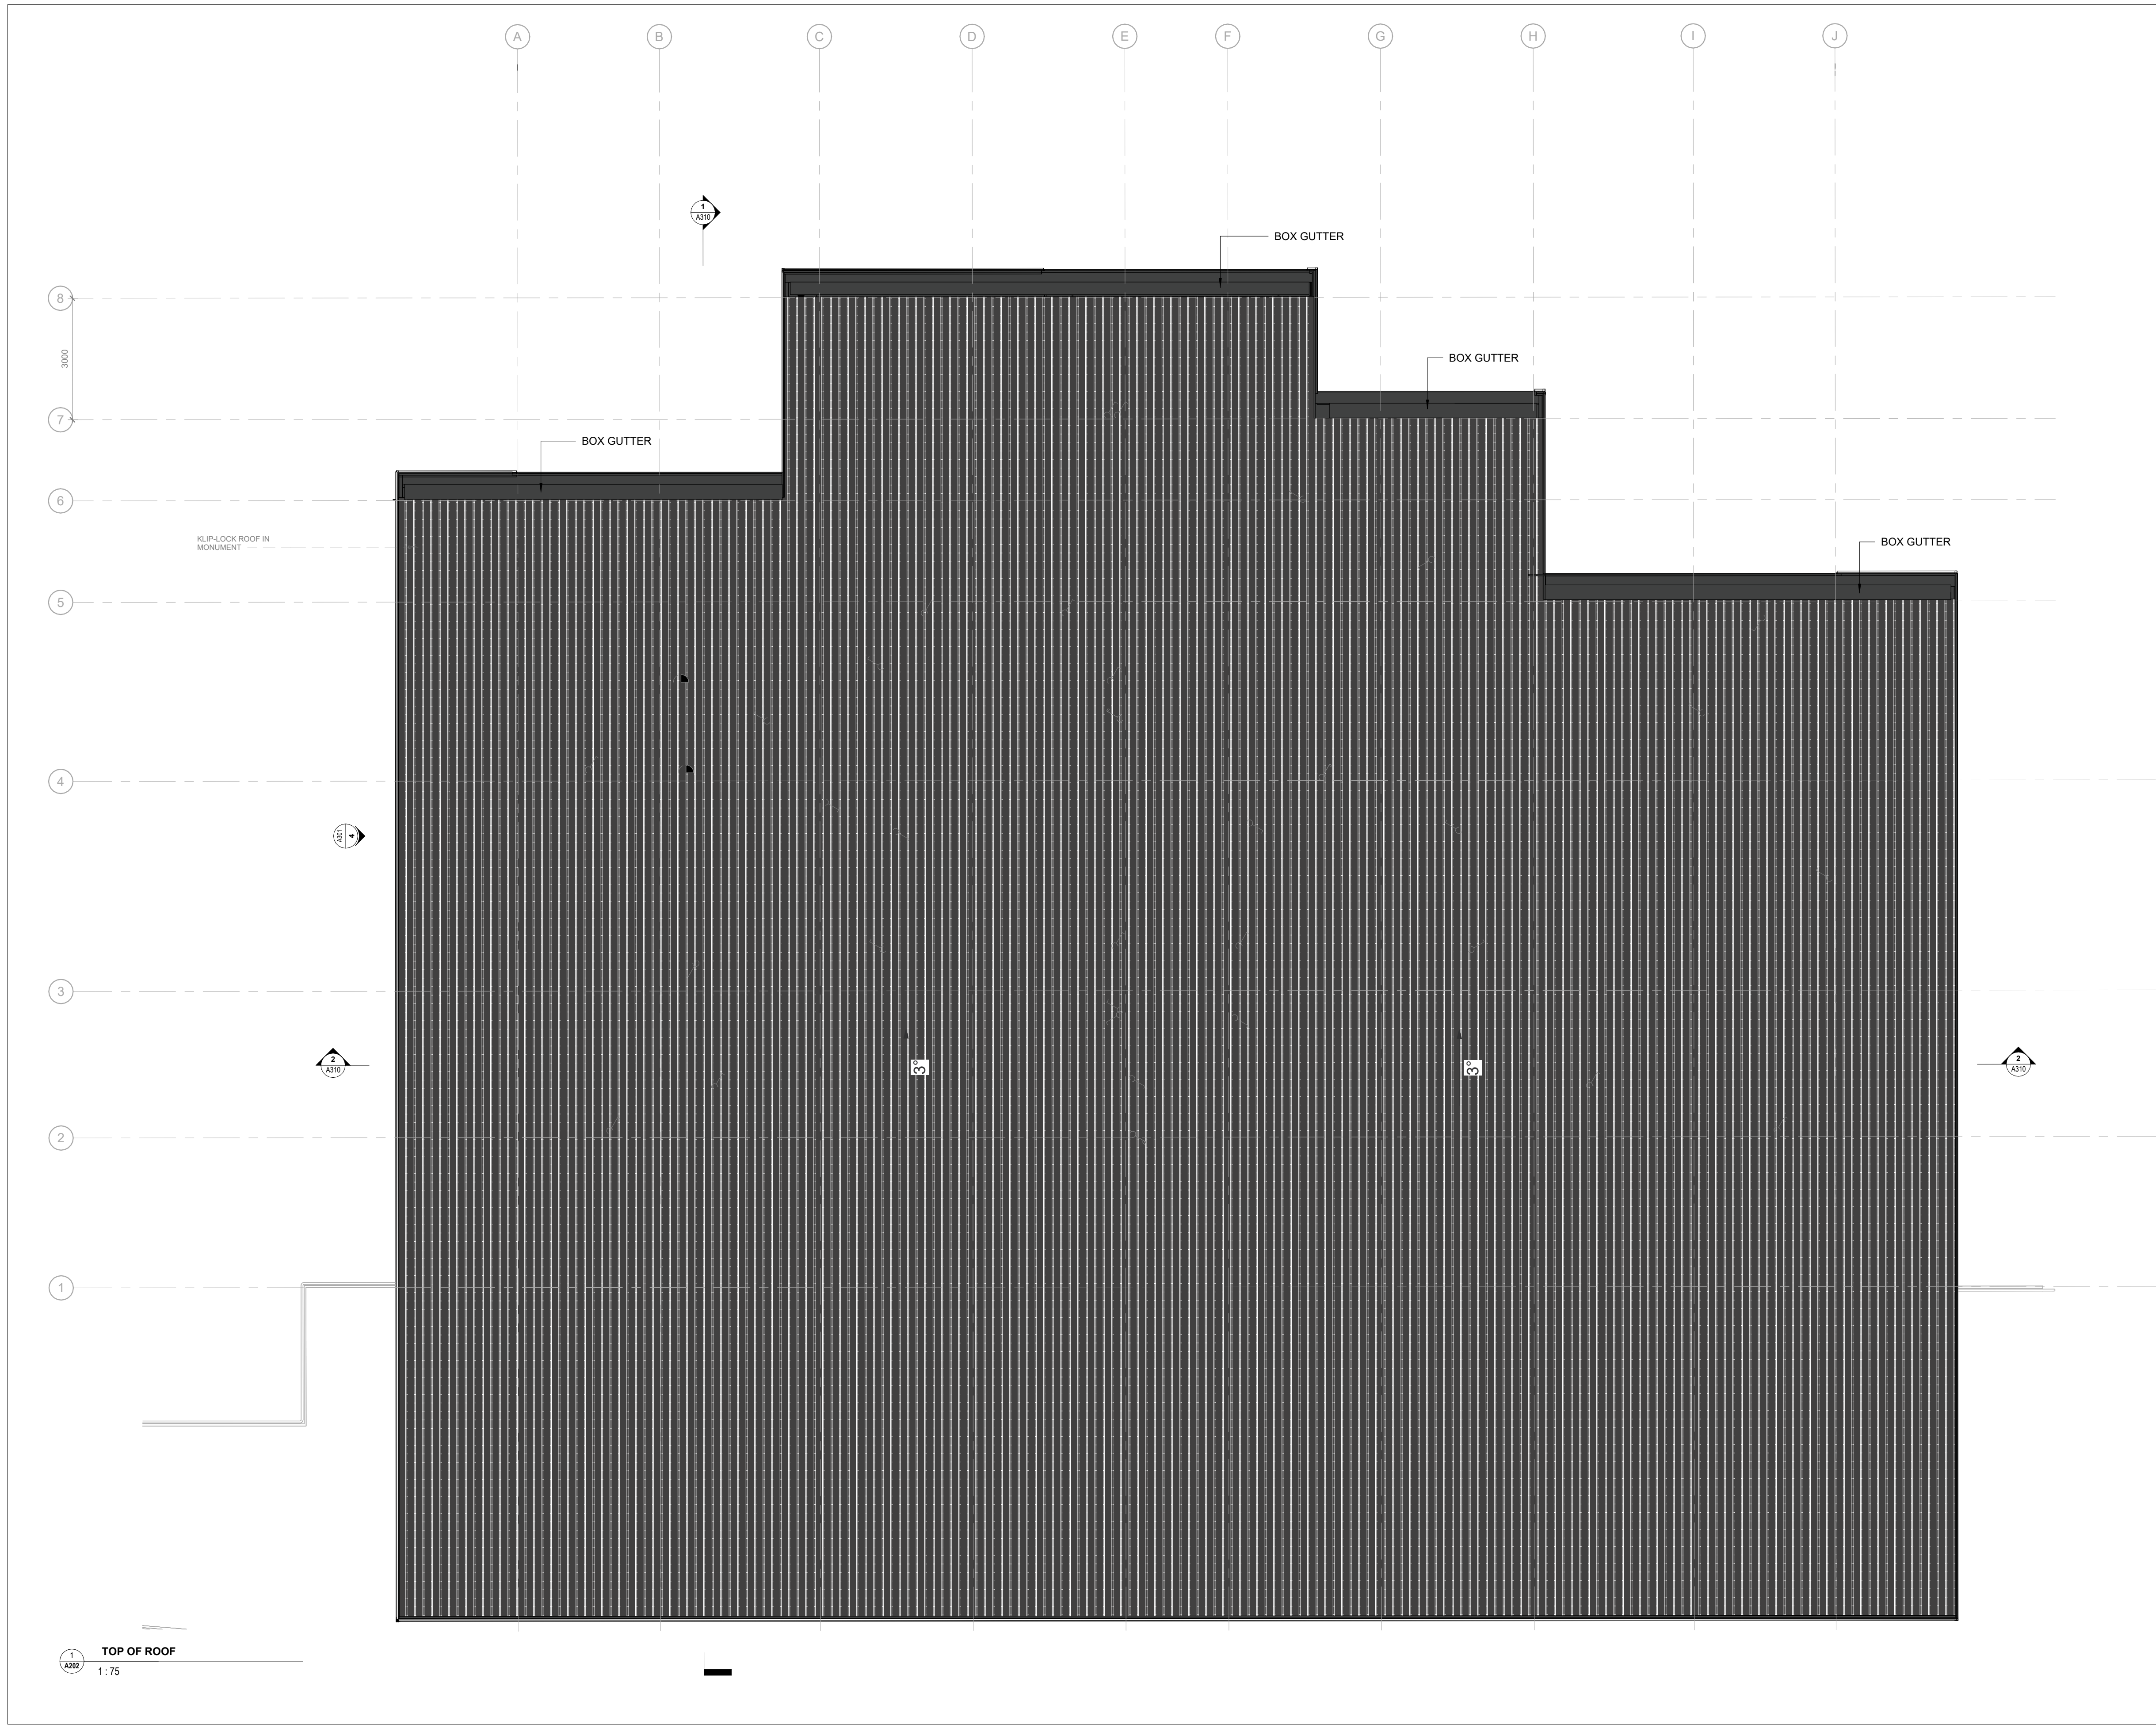 A B C D E F G H I J
1
A310
BOX GUTTER
8
3000
BOX GUTTER
7
BOX GUTTER
6
KLIP-LOCK ROOF IN
MONUMENT
BOX GUTTER
5
4
4
A301
3
3°
3°
2
A310
2
A310
2
1
1
A202
TOP OF ROOF
1 : 75